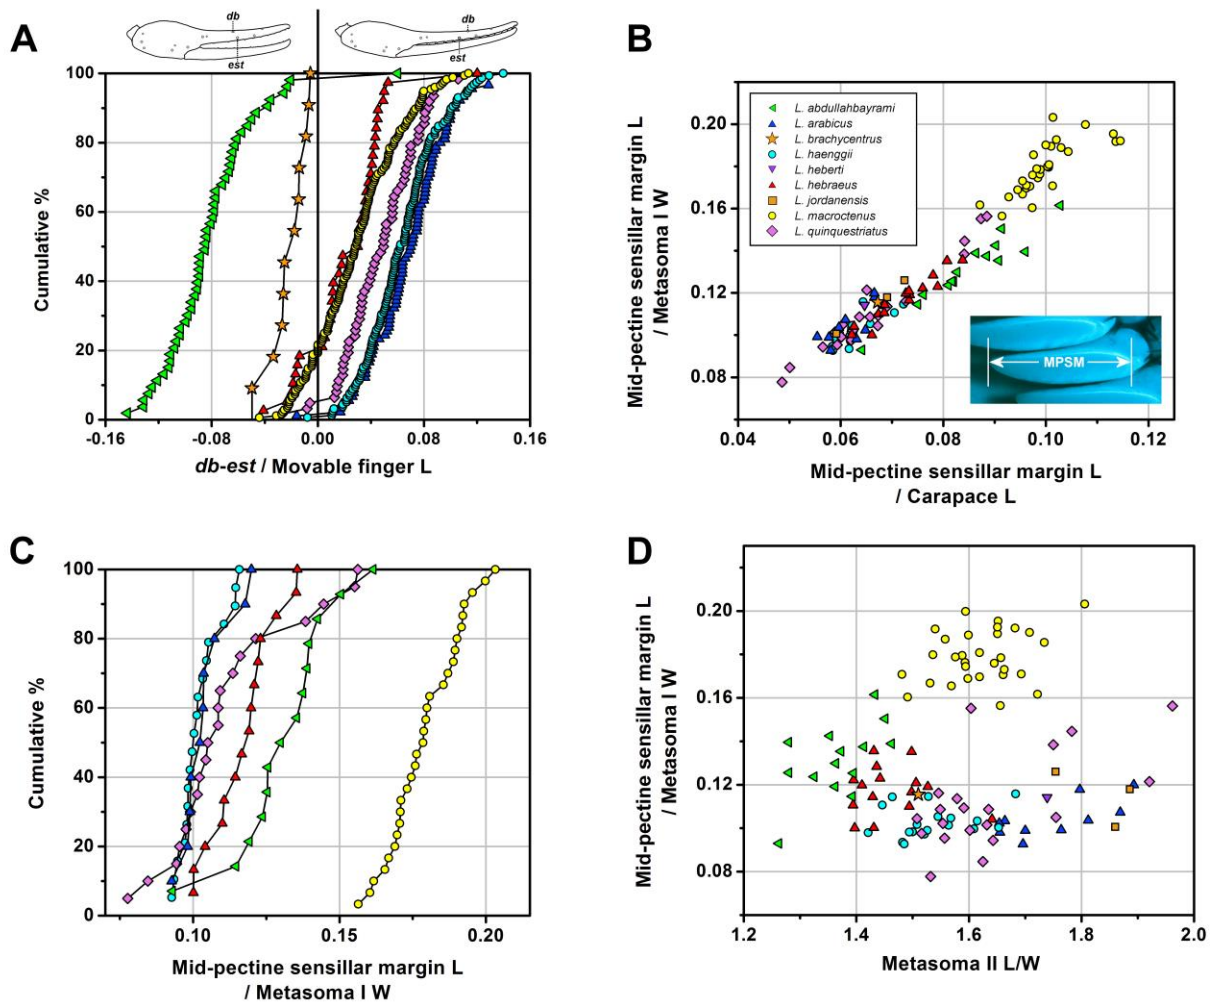 A
db
est
db
est
Cumulative %
100
80
60
40
20
0
-0.16
-0.08
0.00
0.08
0.16
db-est / Movable finger L
B
Mid-pectine sensillar margin L
/ Metasoma I W
0.20
0.16
0.12
0.08
L. abdullahbayrami
L. arabicus
L. brachycentrus
L. haenggii
L. heberti
L. hebraeus
L. jordanensis
L. macroctenus
L. quinquestriatus
MPSM
0.04
0.06
0.08
0.10
0.12
Mid-pectine sensillar margin L
/ Carapace L
C
Cumulative %
100
80
60
40
20
0
0.10
0.15
0.20
Mid-pectine sensillar margin L
/ Metasoma I W
D
Mid-pectine sensillar margin L
/ Metasoma I W
0.20
0.16
0.12
0.08
1.2
1.4
1.6
1.8
2.0
Metasoma II L/W